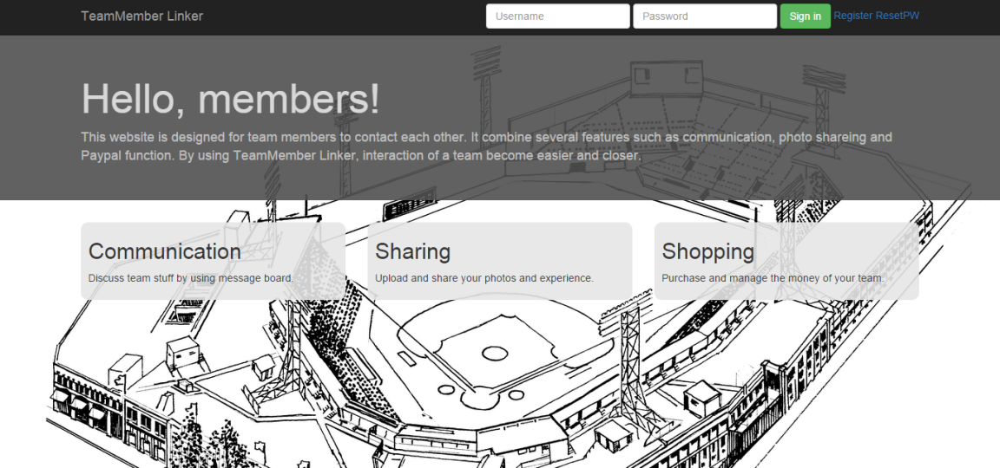 TeamMember Linker
Username
Password
Sign in
Register ResetPW
Hello, members!
This website is designed for team members to contact each other. It combine several features such as communication, photo shareing and
Paypal function. By using TeamMember Linker, interaction of a team become easier and closer.
Communication
Discuss team stuff by using message board.
Sharing
Upload and share your photos and experience.
Shopping
Purchase and manage the money of your team.